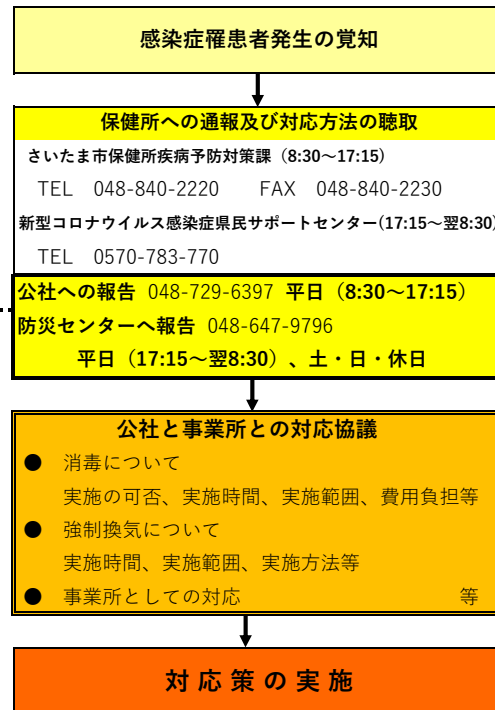 感染症罹患者発生の覚知
保健所への通報及び対応方法の聴取
さいたま市保健所疾病予防対策課（8:30～17:15）
TEL 048-840-2220 FAX 048-840-2230
新型コロナウイルス感染症県民サポートセンター(17:15～翌8:30)
TEL 0570-783-770
公社への報告 048-729-6397 平日（8:30～17:15）
防災センターへ報告 048-647-9796
平日（17:15～翌8:30）、土・日・休日
公社と事業所との対応協議
● 消毒について
実施の可否、実施時間、実施範囲、費用負担等
● 強制換気について
実施時間、実施範囲、実施方法等
● 事業所としての対応 等
対応策の実施